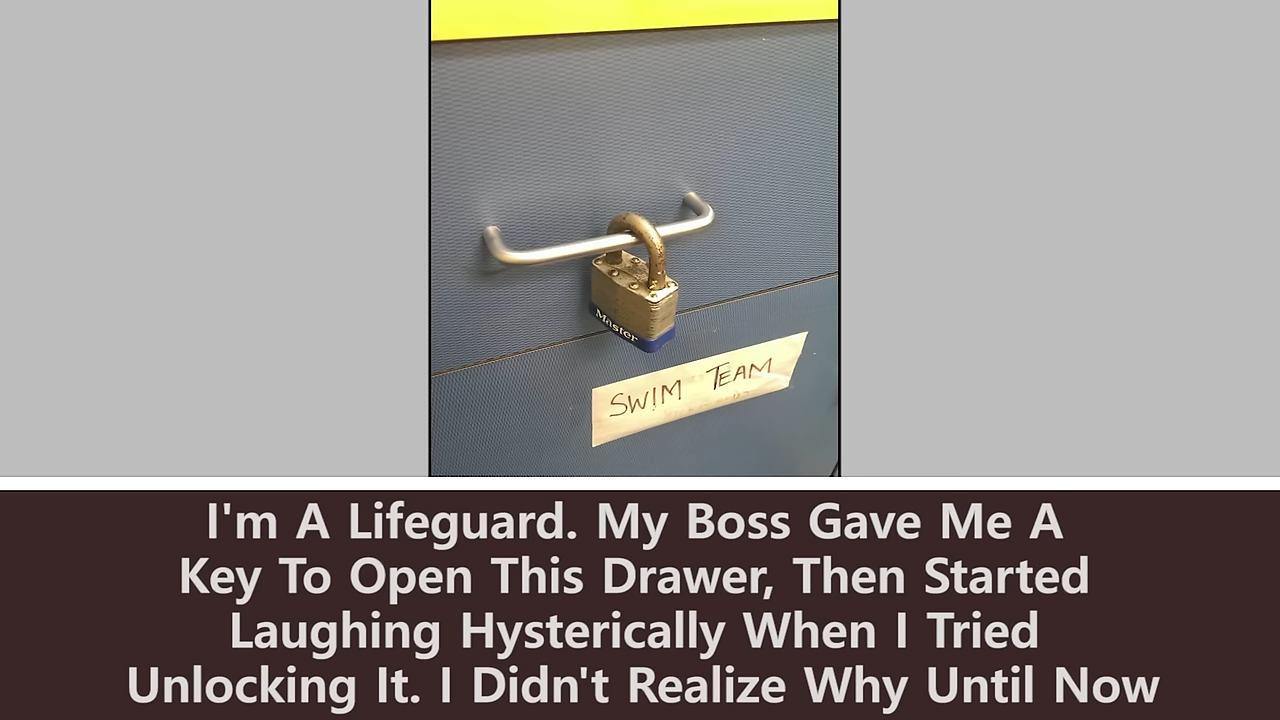 Master
SWIM TEAM
I'm A Lifeguard. My Boss Gave Me A
Key To Open This Drawer, Then Started
Laughing Hysterically When I Tried
Unlocking It. I Didn't Realize Why Until Now